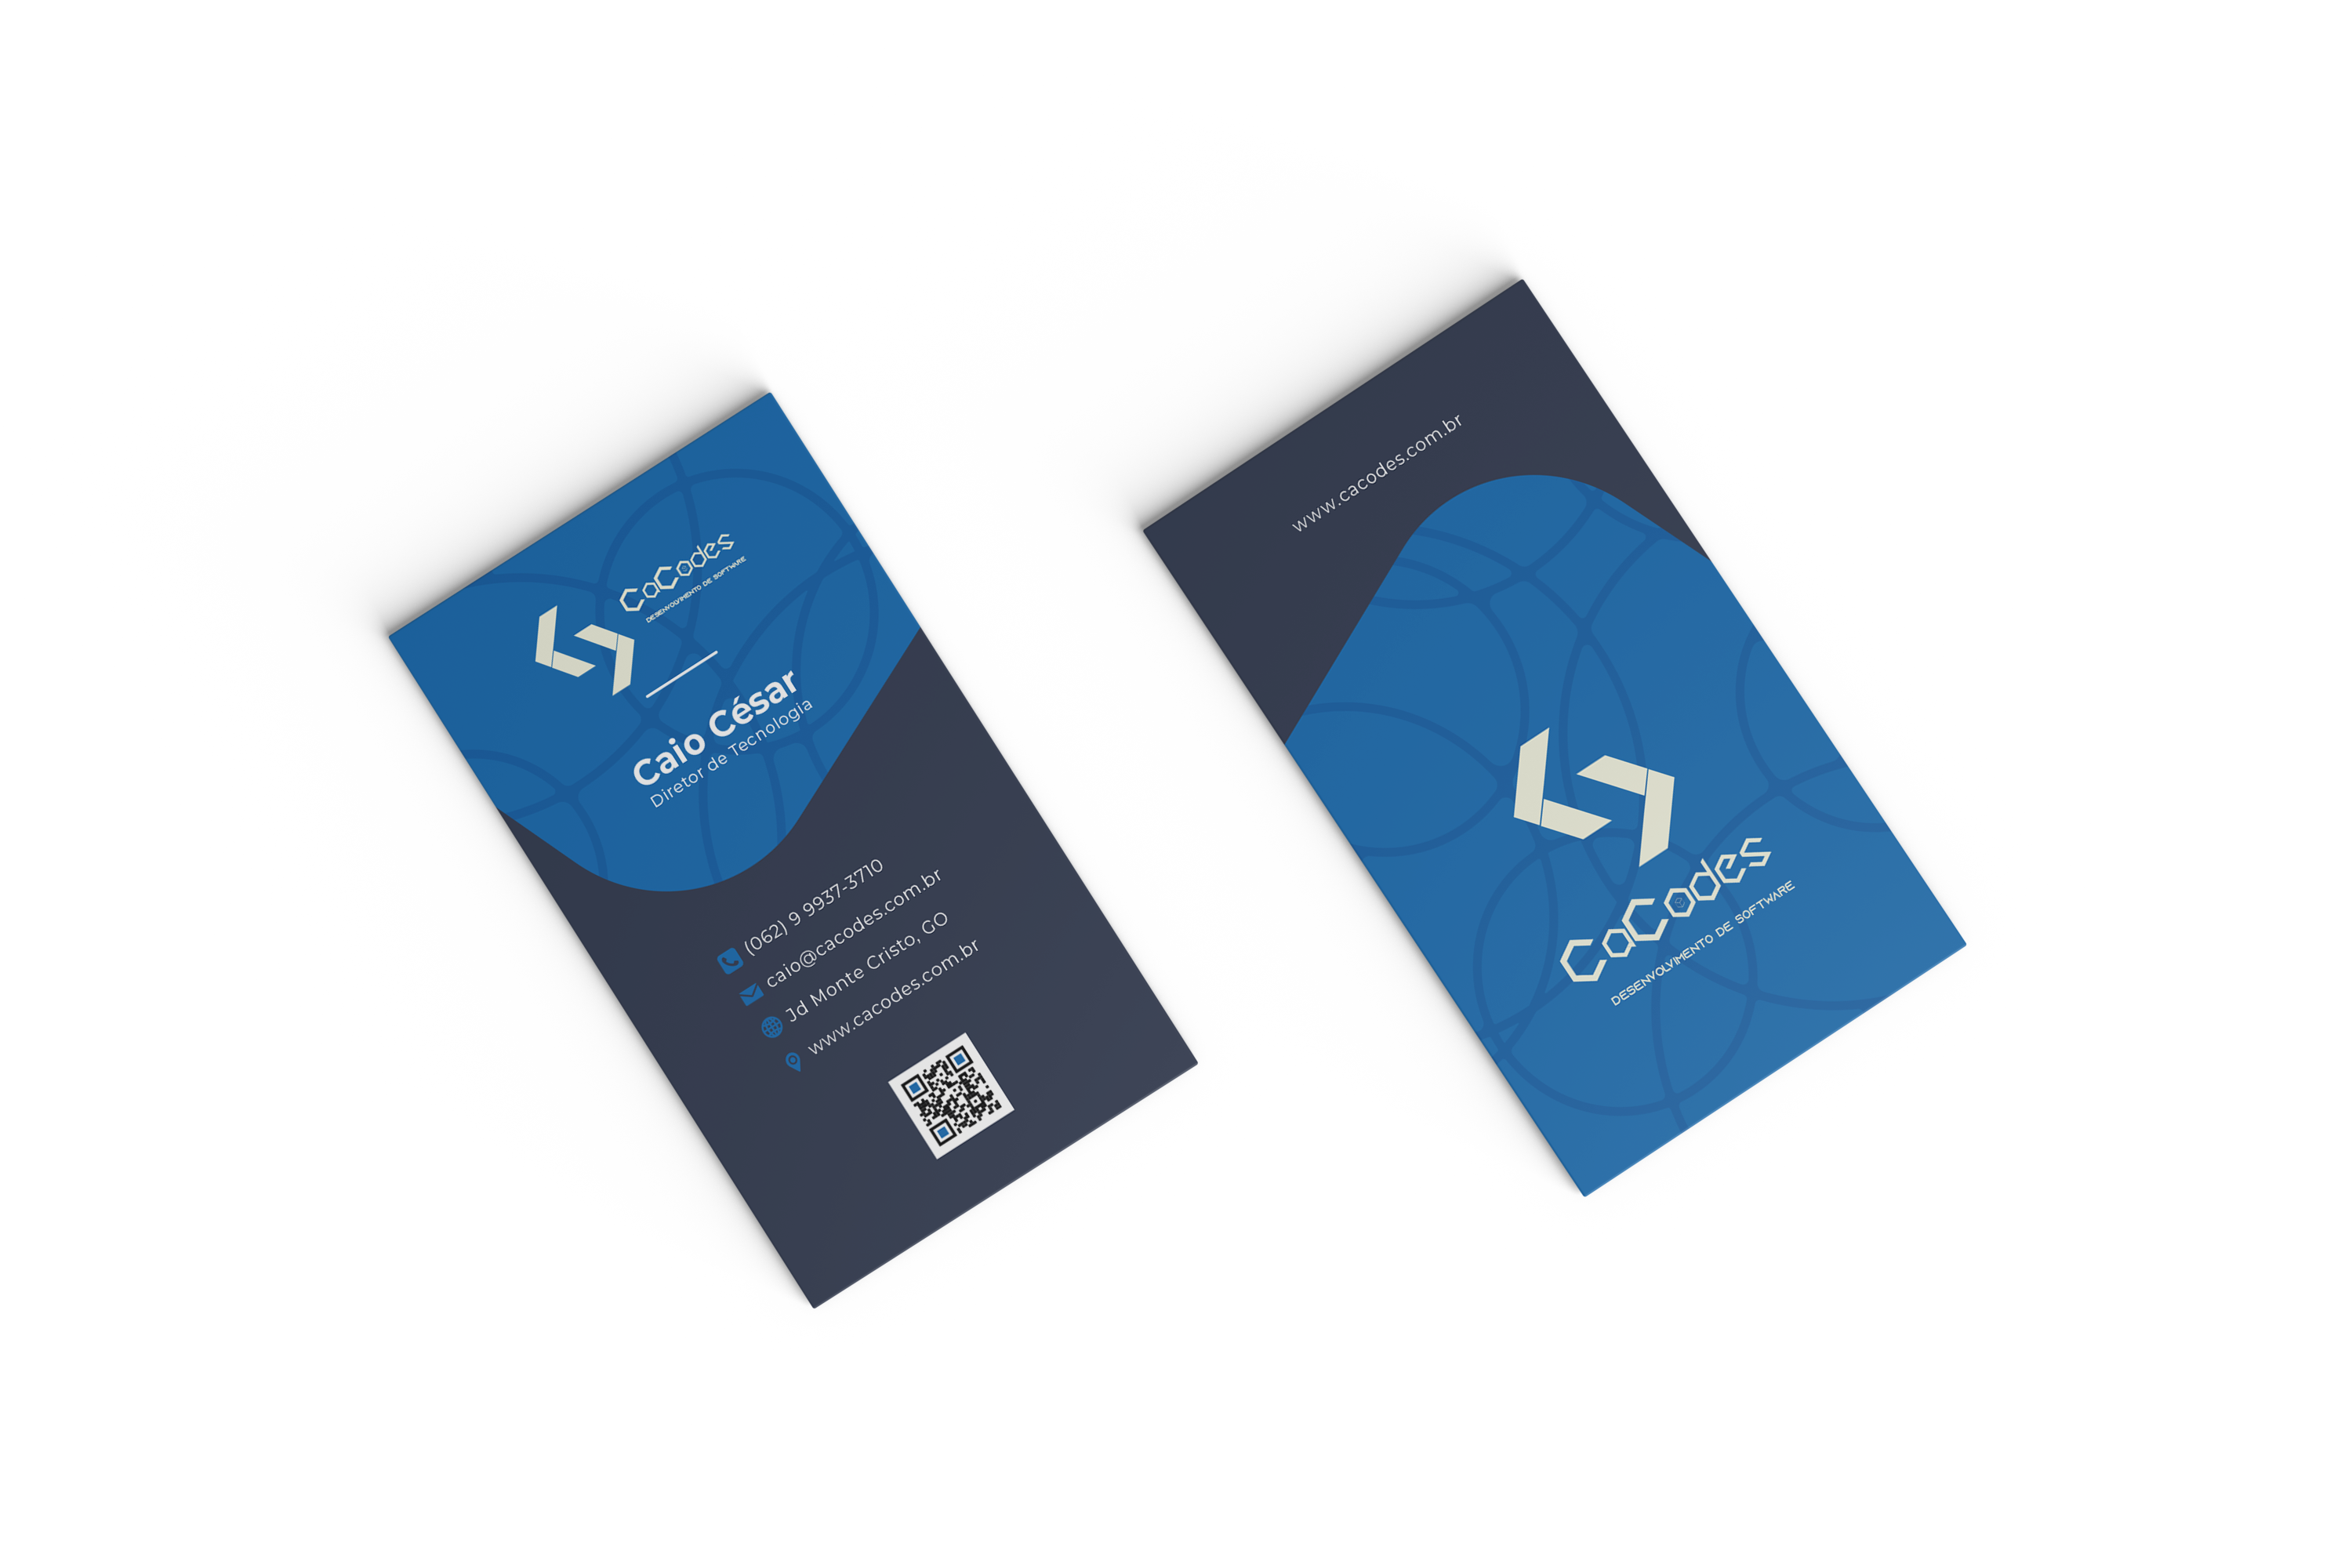 CaCodes
DESENVOLVIMENTO DE SOFTWARE
Caio César
Diretor de Tecnologia
(062) 9 9937-3710
caio@cacodes.com.br
Jd Monte Cristo, GO
www.cacodes.com.br
www.cacodes.com.br
CaCodes
DESENVOLVIMENTO DE SOFTWARE